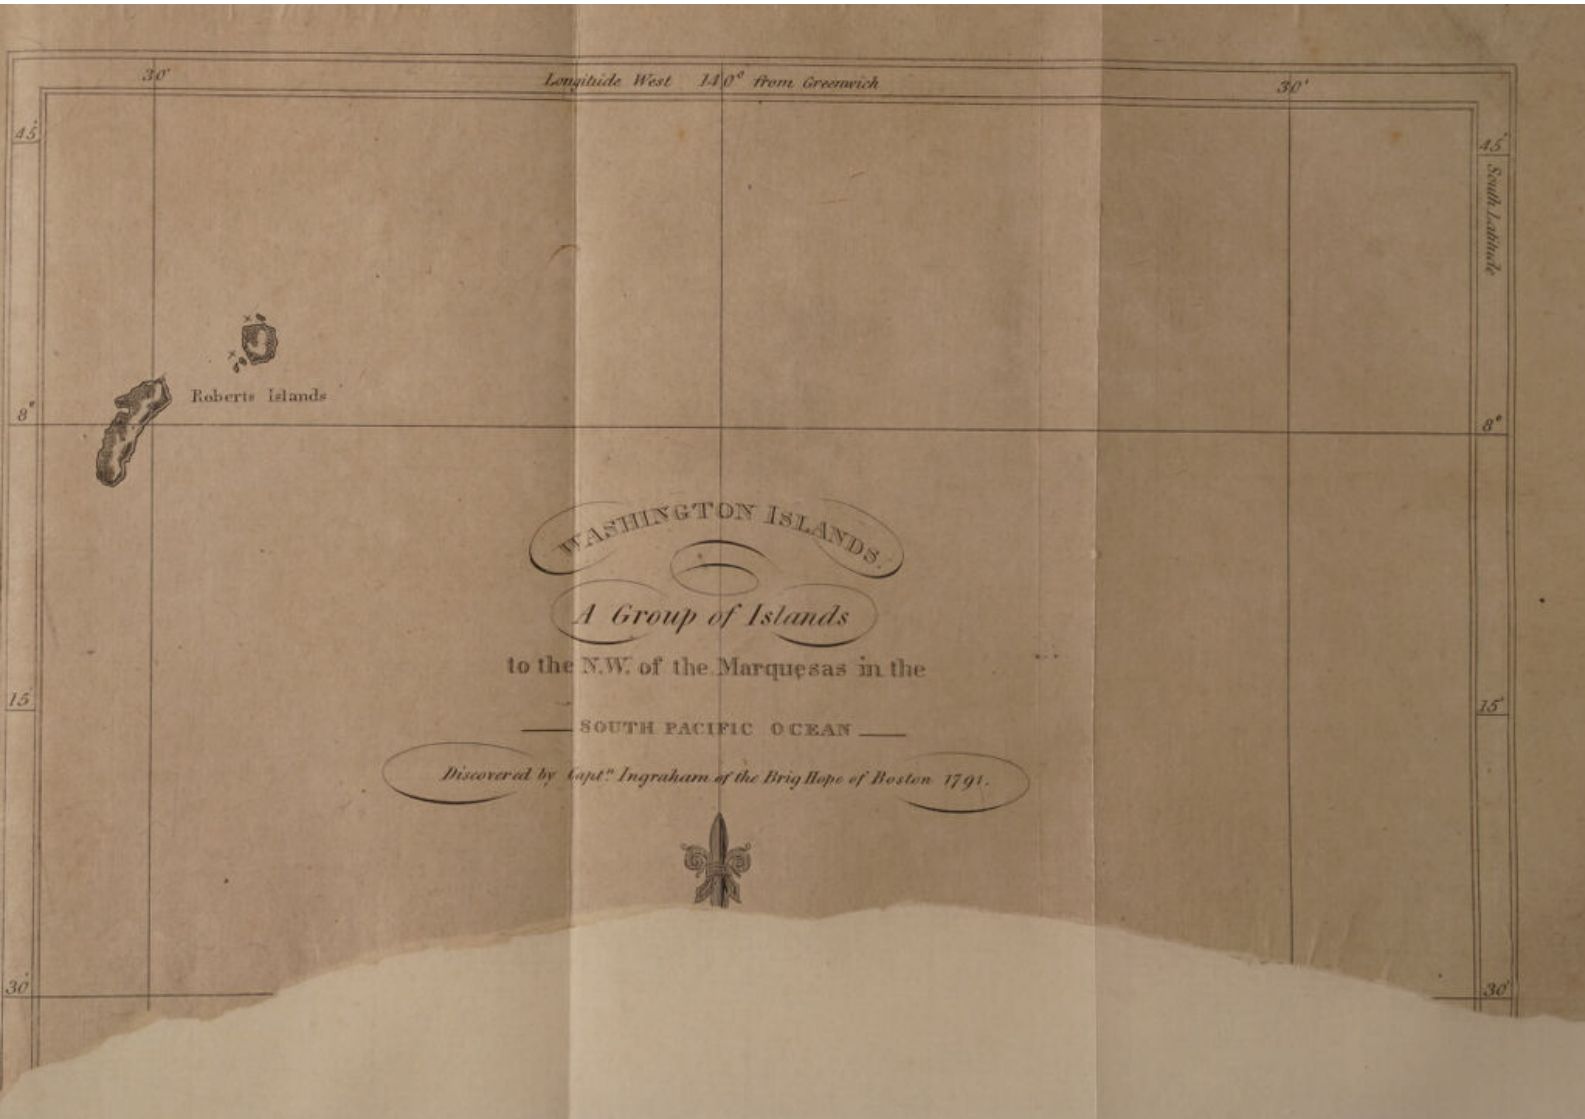 30'
Longitude West 140° from Greenwich
30'
45'
45'
South Latitude
Roberts Islands
8°
8°
WASHINGTON ISLANDS.
A Group of Islands
to the N.W. of the Marquesas in the
SOUTH PACIFIC OCEAN
15'
15'
Discovered by Capt.ⁿ Ingraham of the Brig Hope of Boston 1791.
30'
30'